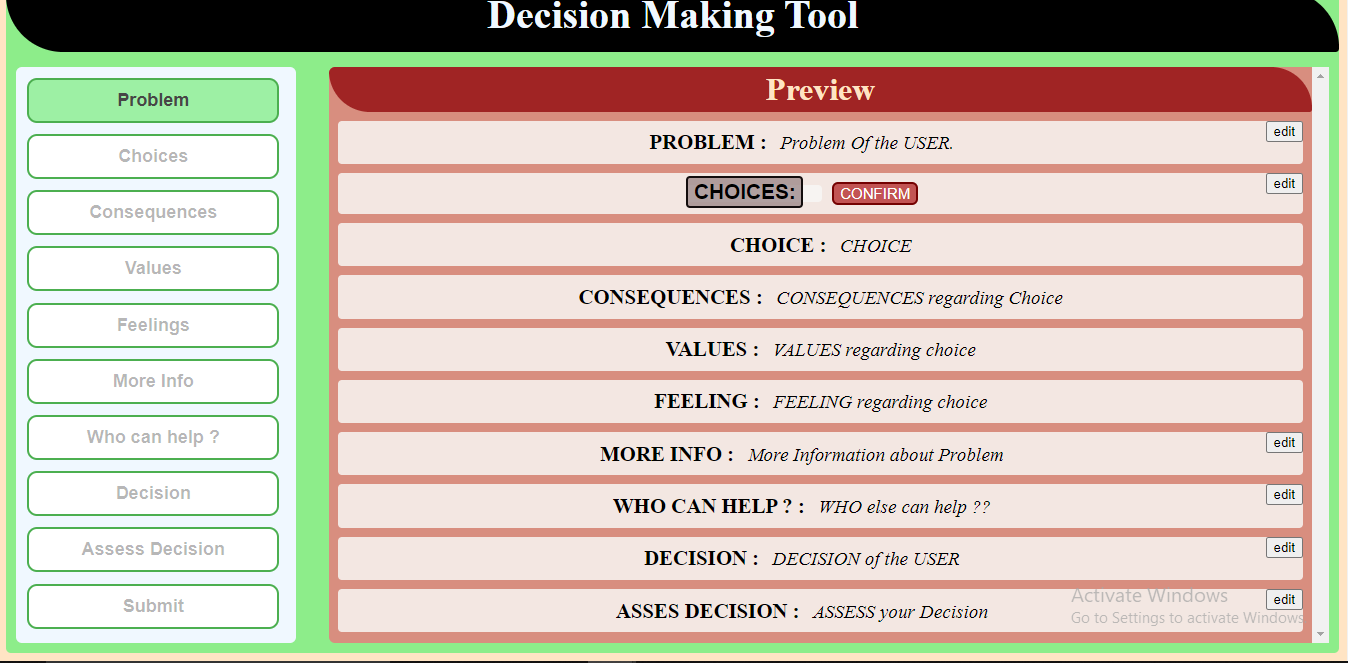 Decision Making Tool
Problem
Choices
Consequences
Values
Feelings
More Info
Who can help ?
Decision
Assess Decision
Submit
Preview
PROBLEM : Problem Of the USER.
edit
CHOICES: CONFIRM
edit
CHOICE : CHOICE
CONSEQUENCES : CONSEQUENCES regarding Choice
VALUES : VALUES regarding choice
FEELING : FEELING regarding choice
MORE INFO : More Information about Problem
edit
WHO CAN HELP ? : WHO else can help ??
edit
DECISION : DECISION of the USER
edit
ASSES DECISION : ASSESS your Decision
edit
Activate Windows
Go to Settings to activate Windows